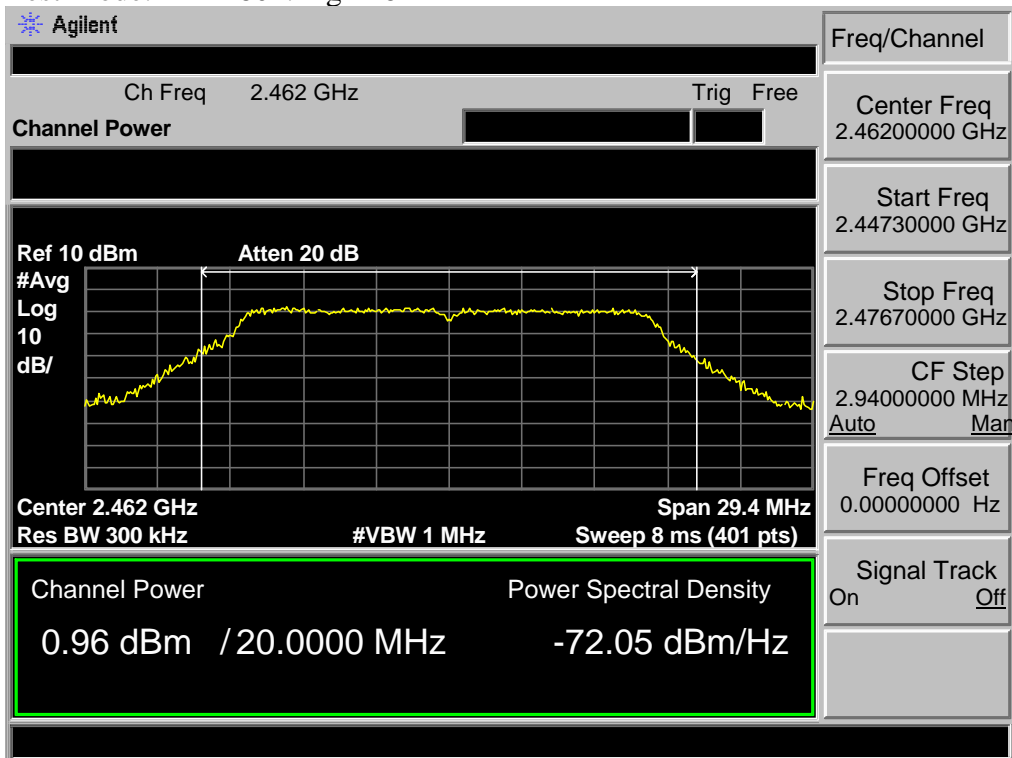 Agilent
Freq/Channel
Ch Freq 2.462 GHz Trig Free
Channel Power
Center Freq
2.46200000 GHz
Start Freq
2.44730000 GHz
Stop Freq
2.47670000 GHz
CF Step
2.94000000 MHz
Auto Man
Freq Offset
0.00000000 Hz
Signal Track
On Off
Ref 10 dBm Atten 20 dB
#Avg
Log
10
dB/
Center 2.462 GHz Span 29.4 MHz
Res BW 300 kHz #VBW 1 MHz Sweep 8 ms (401 pts)
Channel Power Power Spectral Density
0.96 dBm / 20.0000 MHz -72.05 dBm/Hz